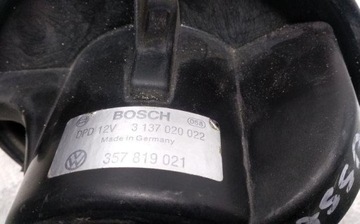 BOSCH
DPD 12V 3 137 020 022
Made in Germany
357 819 021